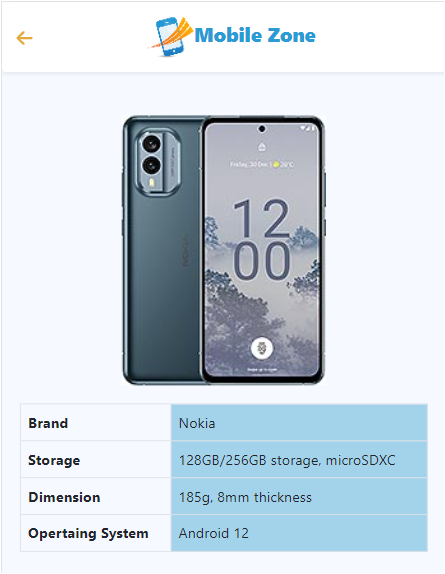 Mobile Zone
NOKIA
Friday, 30 Dec | 20°C
12
00
Brand Nokia
Storage 128GB/256GB storage, microSDXC
Dimension 185g, 8mm thickness
Opertaing System Android 12